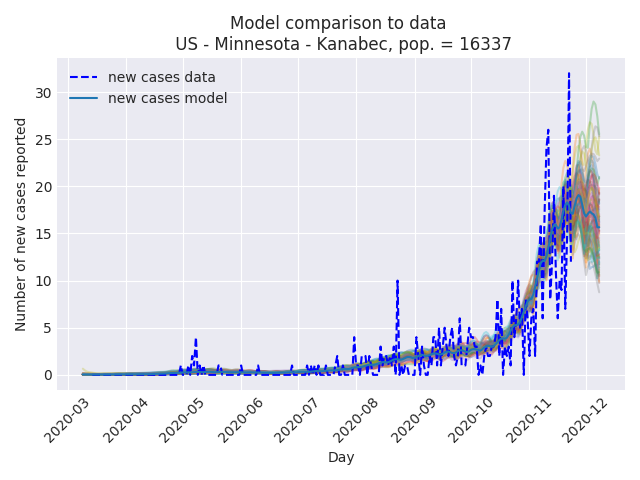 Model comparison to data
US - Minnesota - Kanabec, pop. = 16337
new cases data
new cases model
Number of new cases reported
30
25
20
15
10
5
0
2020-03
2020-04
2020-05
2020-06
2020-07
2020-08
2020-09
2020-10
2020-11
2020-12
Day